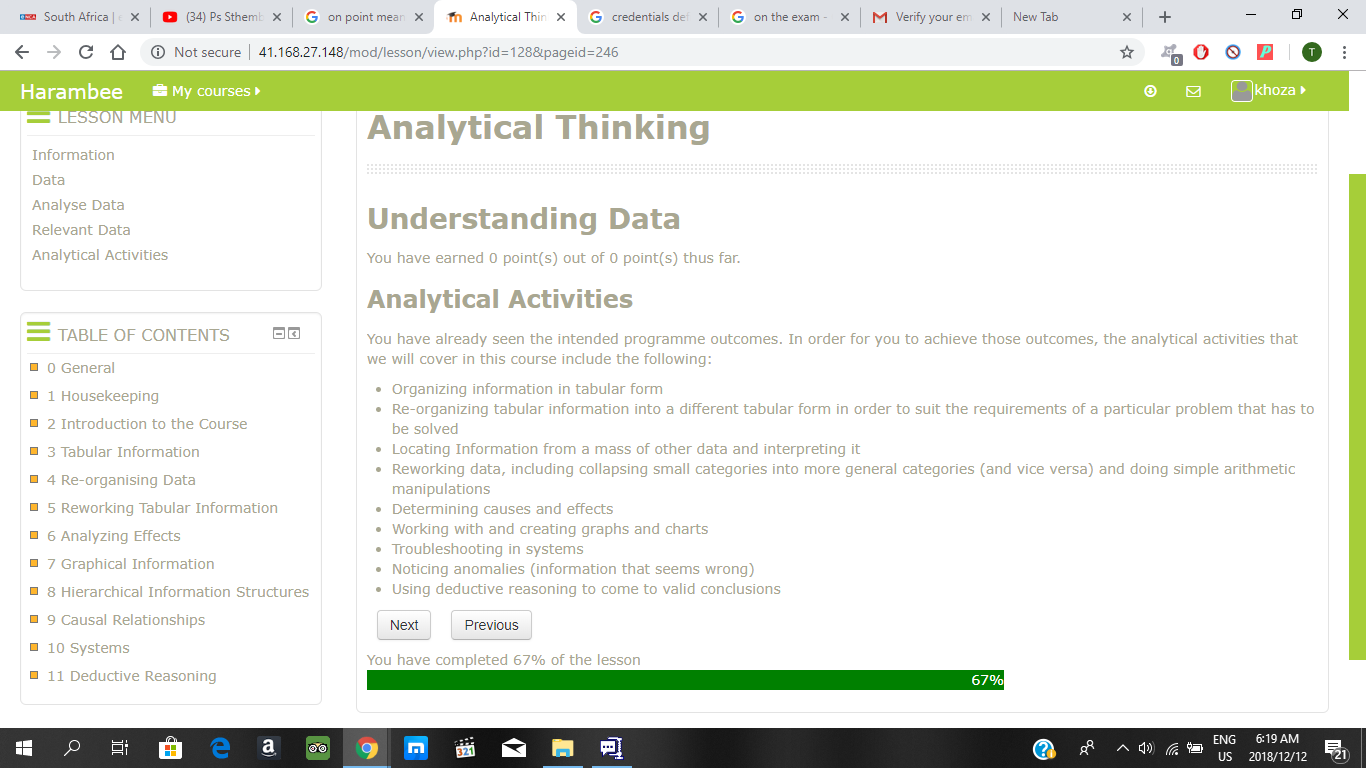 South Africa | e
(34) Ps Sthemb
on point mean
Analytical Thin
credentials def
on the exam -
Verify your em
New Tab
Not secure
41.168.27.148/mod/lesson/view.php?id=128&pageid=246
0
T
Harambee
My courses
khoza
LESSON MENU
Information
Data
Analyse Data
Relevant Data
Analytical Activities
TABLE OF CONTENTS
0 General
1 Housekeeping
2 Introduction to the Course
3 Tabular Information
4 Re-organising Data
5 Reworking Tabular Information
6 Analyzing Effects
7 Graphical Information
8 Hierarchical Information Structures
9 Causal Relationships
10 Systems
11 Deductive Reasoning
Analytical Thinking
Understanding Data
You have earned 0 point(s) out of 0 point(s) thus far.
Analytical Activities
You have already seen the intended programme outcomes. In order for you to achieve those outcomes, the analytical activities that
we will cover in this course include the following:
Organizing information in tabular form
Re-organizing tabular information into a different tabular form in order to suit the requirements of a particular problem that has to
be solved
Locating Information from a mass of other data and interpreting it
Reworking data, including collapsing small categories into more general categories (and vice versa) and doing simple arithmetic
manipulations
Determining causes and effects
Working with and creating graphs and charts
Troubleshooting in systems
Noticing anomalies (information that seems wrong)
Using deductive reasoning to come to valid conclusions
Next
Previous
You have completed 67% of the lesson
67%
321
ENG
US
6:19 AM
2018/12/12
21